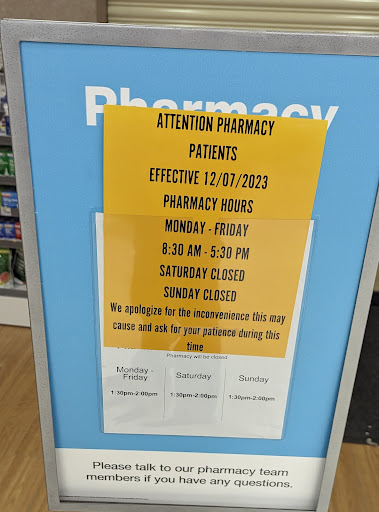 Pharmacy
ATTENTION PHARMACY
PATIENTS
EFFECTIVE 12/07/2023
PHARMACY HOURS
MONDAY - FRIDAY
8:30 AM - 5:30 PM
SATURDAY CLOSED
SUNDAY CLOSED
We apologize for the inconvenience this may
cause and ask for your patience during this
time
Pharmacy will be closed
Monday - Friday
Saturday
Sunday
1:30pm-2:00pm
1:30pm-2:00pm
1:30pm-2:00pm
Please talk to our pharmacy team
members if you have any questions.